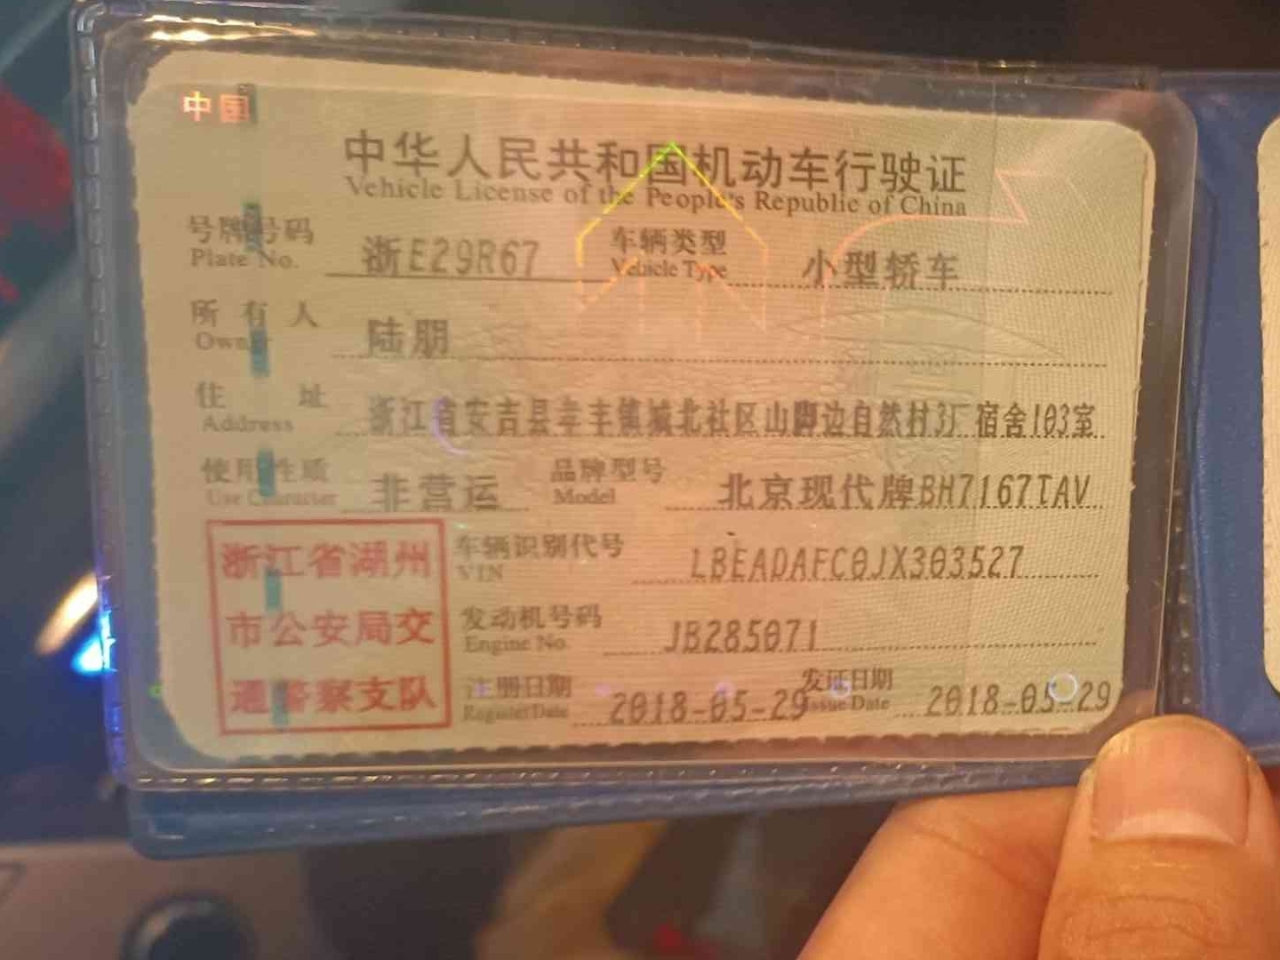 中国
中华人民共和国机动车行驶证
Vehicle License of the People's Republic of China
号牌号码 浙E29R67 车辆类型 小型轿车
Plate No. Vehicle Type
所有人 陆朋
Owner
住址 浙江省安吉县孝丰镇城北社区山脚边自然村3厂宿舍103室
Address
使用性质 非营运 品牌型号 北京现代牌BH7167TAV
Use Character Model
浙江省湖州
市公安局交
通警察支队
车辆识别代号 LBEADAFC0JX303527
VIN
发动机号码 JB285071
Engine No.
注册日期 2018-05-29 发证日期 2018-05-29
Register Date Issue Date